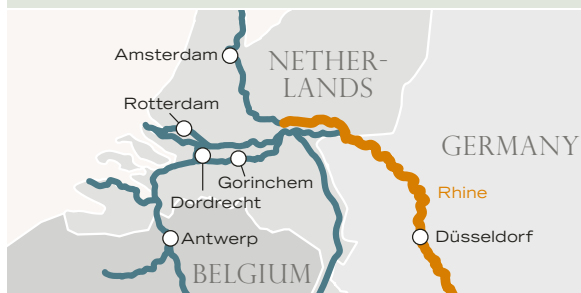 Amsterdam
NETHER-
LANDS
Rotterdam
GERMANY
Gorinchem
Dordrecht
Rhine
Antwerp
Düsseldorf
BELGIUM